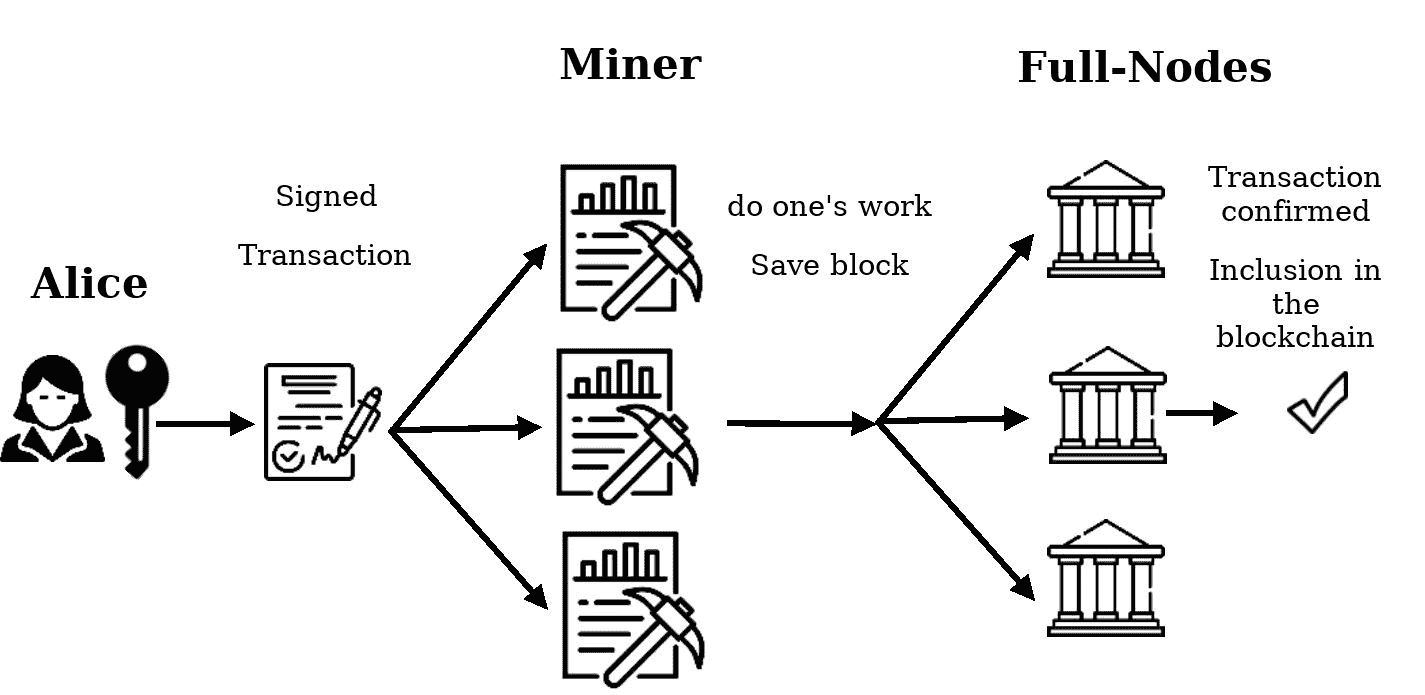 Miner
Full-Nodes
Alice
Signed
Transaction
do one's work
Save block
Transaction
confirmed
Inclusion in
the
blockchain